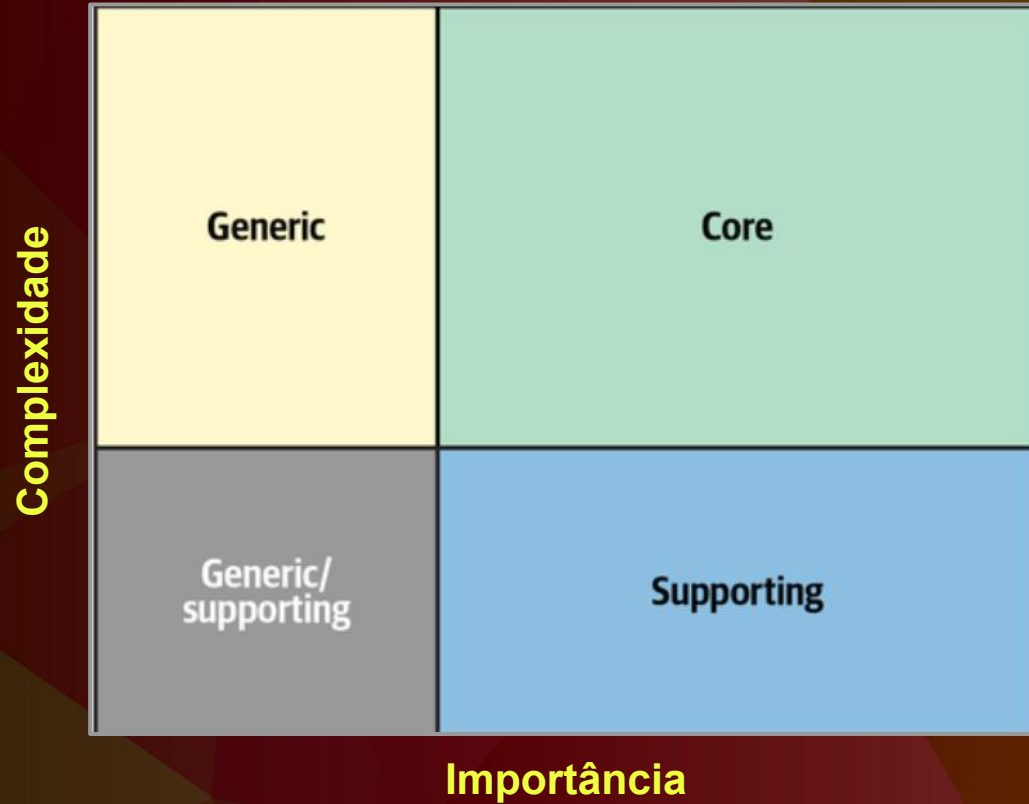 Complexidade
Generic
Core
Generic/
supporting
Supporting
Importância